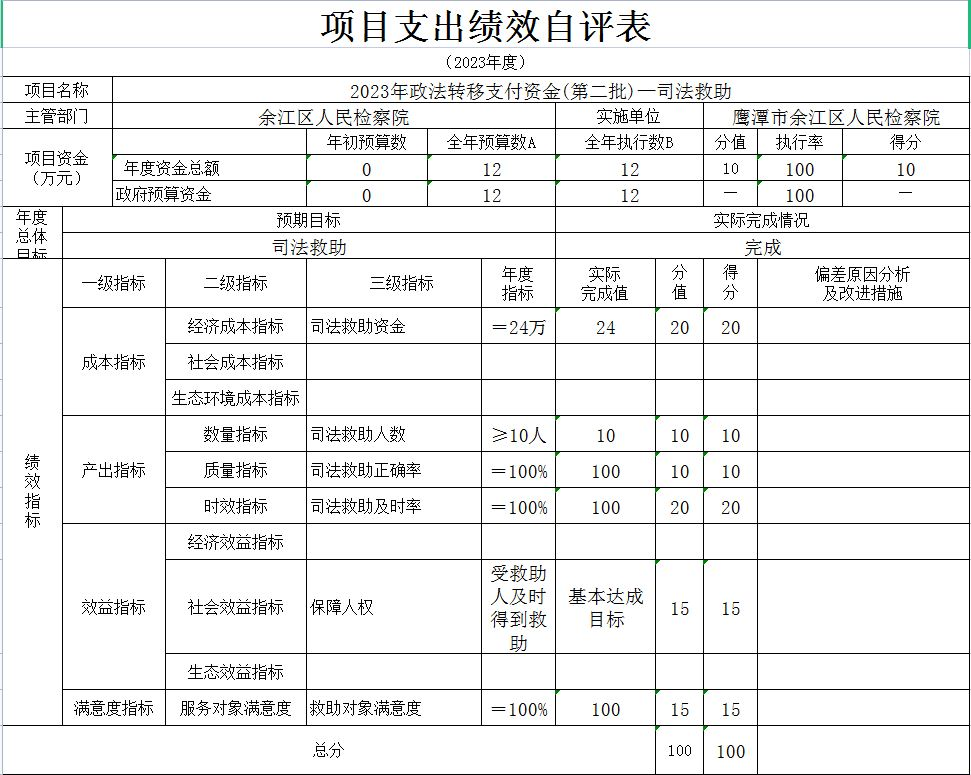 项目支出绩效自评表
（2023年度）
项目名称 2023年政法转移支付资金(第二批)—司法救助
主管部门 余江区人民检察院 实施单位 鹰潭市余江区人民检察院
项目资金（万元） 年初预算数 全年预算数A 全年执行数B 分值 执行率 得分
年度资金总额 0 12 12 10 100 10
政府预算资金 0 12 12 — 100 —
年度总体目标 预期目标 实际完成情况
司法救助 完成
绩效指标 一级指标 二级指标 三级指标 年度指标 实际完成值 分值 得分 偏差原因分析及改进措施
成本指标 经济成本指标 司法救助资金 ＝24万 24 20 20
社会成本指标
生态环境成本指标
产出指标 数量指标 司法救助人数 ≥10人 10 10 10
质量指标 司法救助正确率 ＝100% 100 10 10
时效指标 司法救助及时率 ＝100% 100 20 20
效益指标 经济效益指标
社会效益指标 保障人权 受救助人及时得到救助 基本达成目标 15 15
生态效益指标
满意度指标 服务对象满意度 救助对象满意度 ＝100% 100 15 15
总分 100 100